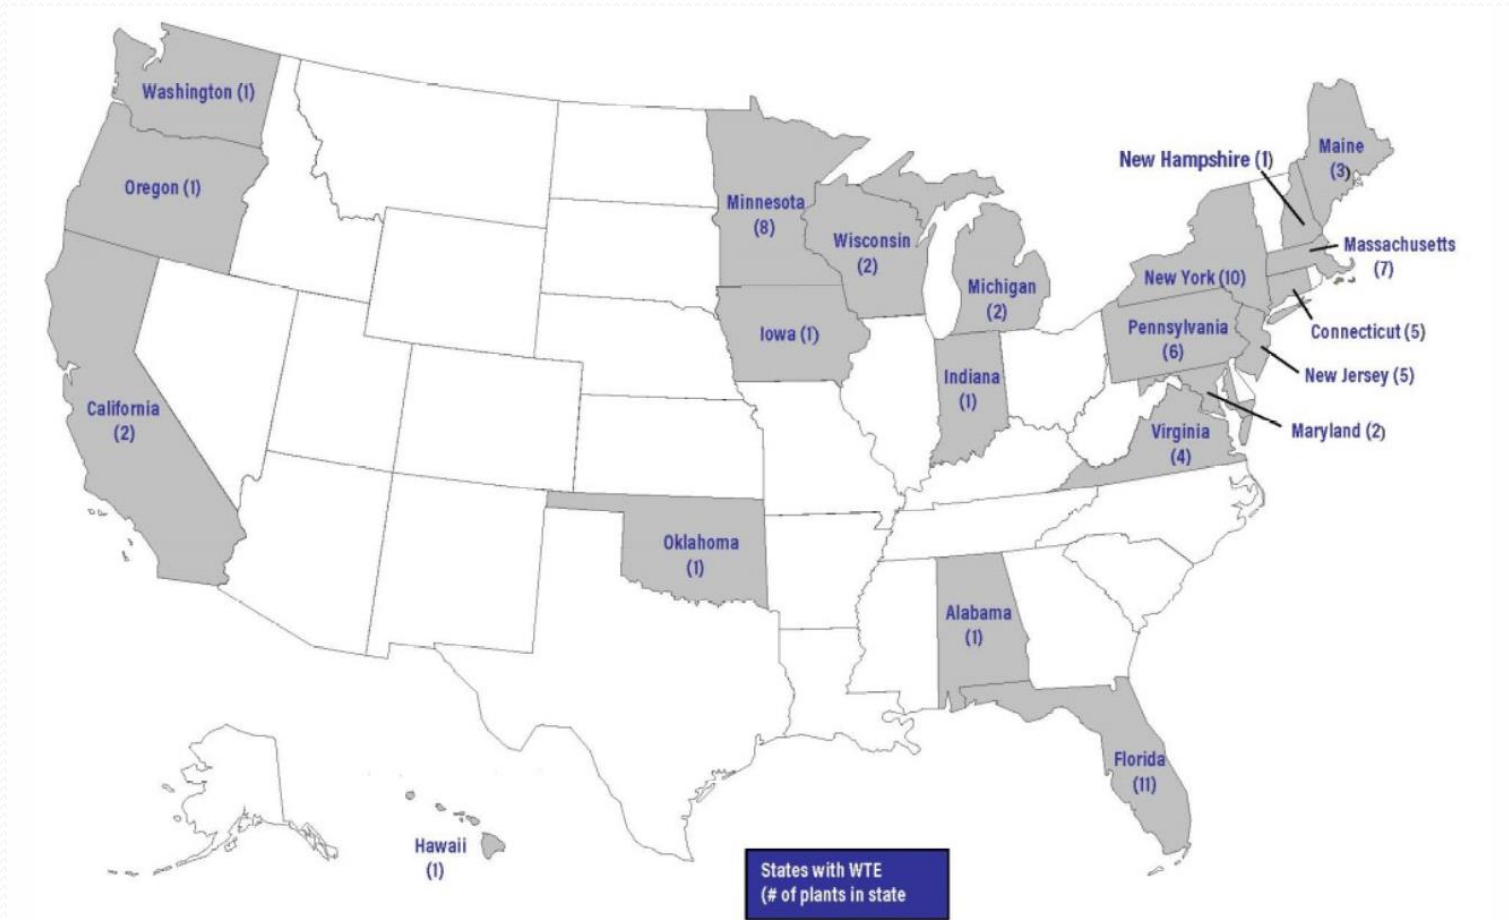 Washington (1)
Oregon (1)
California
(2)
Minnesota
(8)
Wisconsin
(2)
Michigan
(2)
Iowa (1)
Indiana
(1)
Oklahoma
(1)
Alabama
(1)
Florida
(11)
Hawaii
(1)
New Hampshire (1)
Maine
(3)
Massachusetts
(7)
New York (10)
Connecticut (5)
Pennsylvania
(6)
New Jersey (5)
Maryland (2)
Virginia
(4)
States with WTE
(# of plants in state